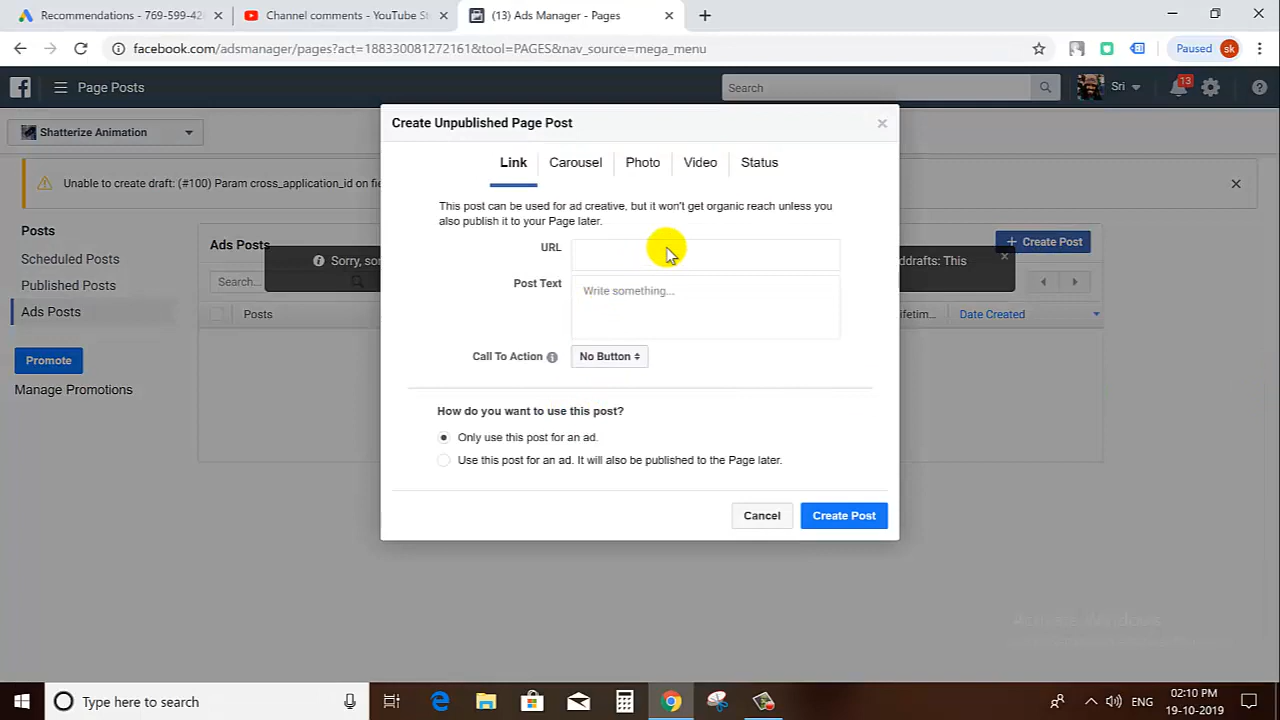 Recommendations - 769-599-428
Channel comments - YouTube St
(13) Ads Manager - Pages
facebook.com/adsmanager/pages?act=1883300812721​61&tool=PAGES&nav_source=mega_menu
Paused
sk
Page Posts
Search
Sri
13
Shatterize Animation
Unable to create draft: (#100) Param cross_application_id on fie
Posts
Scheduled Posts
Published Posts
Ads Posts
Promote
Manage Promotions
Ads Posts
+ Create Post
Search...
Sorry, so
ddrafts: This
Posts
ifetim...
Date Created
Create Unpublished Page Post
Link
Carousel
Photo
Video
Status
This post can be used for ad creative, but it won't get organic reach unless you
also publish it to your Page later.
URL
Post Text
Write something...
Call To Action
No Button
How do you want to use this post?
Only use this post for an ad.
Use this post for an ad. It will also be published to the Page later.
Cancel
Create Post
Activate Windows
Type here to search
ENG
02:10 PM
19-10-2019